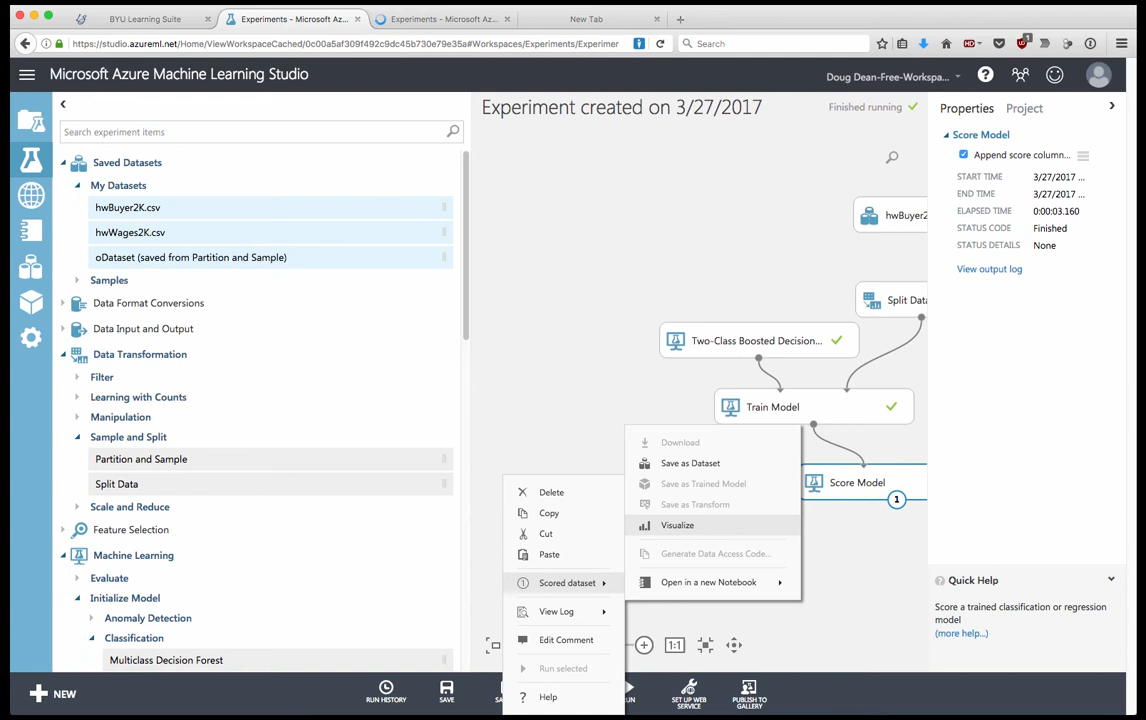 BYU Learning Suite
Experiments - Microsoft Az...
Experiments - Microsoft Az...
New Tab
https://studio.azureml.net/Home/ViewWorkspaceCached/0c00a5af309f492c9dc45b730e79e35a#Workspaces/Experiments/Experimer
Search
HD
1
Microsoft Azure Machine Learning Studio
Doug Dean-Free-Workspa...
?
Search experiment items
Saved Datasets
My Datasets
hwBuyer2K.csv
hwWages2K.csv
oDataset (saved from Partition and Sample)
Samples
Data Format Conversions
Data Input and Output
Data Transformation
Filter
Learning with Counts
Manipulation
Sample and Split
Partition and Sample
Split Data
Scale and Reduce
Feature Selection
Machine Learning
Evaluate
Initialize Model
Anomaly Detection
Classification
Multiclass Decision Forest
Experiment created on 3/27/2017
Finished running
hwBuyer2
Split Data
Two-Class Boosted Decision...
Train Model
Score Model
1
Delete
Copy
Cut
Paste
1 Scored dataset
View Log
Edit Comment
Run selected
? Help
Download
Save as Dataset
Save as Trained Model
Save as Transform
Visualize
Generate Data Access Code...
Open in a new Notebook
1:1
Properties Project
Score Model
Append score column...
START TIME 3/27/2017 ...
END TIME 3/27/2017 ...
ELAPSED TIME 0:00:03.160
STATUS CODE Finished
STATUS DETAILS None
View output log
Quick Help
Score a trained classification or regression
model
(more help...)
NEW
RUN HISTORY
SAVE
SA
UN
SET UP WEB
SERVICE
PUBLISH TO
GALLERY